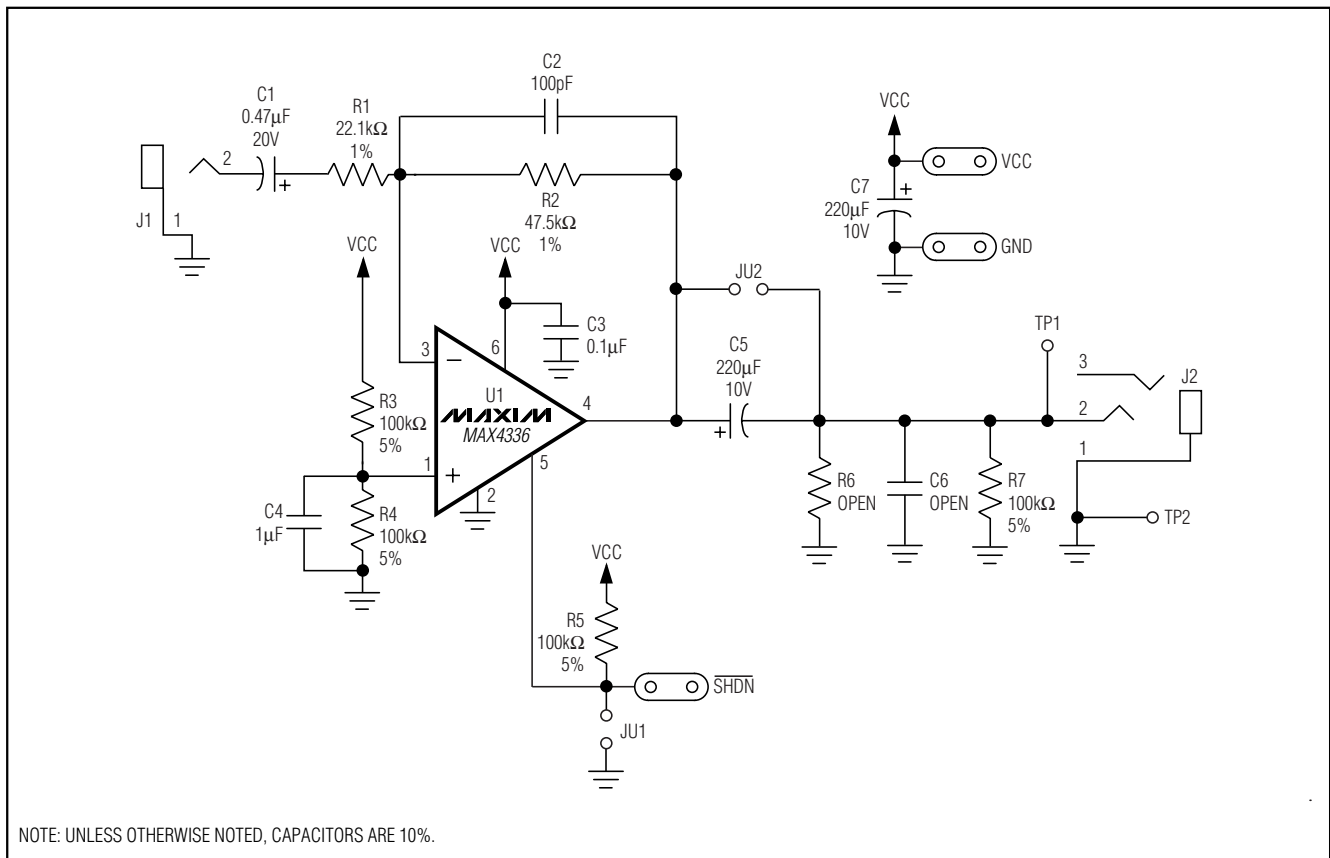 C2
100pF
C1
0.47µF
20V
R1
22.1kΩ
1%
2
+
J1
1
R2
47.5kΩ
1%
VCC
VCC
C7
220µF
10V
+
VCC
GND
VCC
JU2
C3
0.1µF
6
3
−
U1
MAXIM
MAX4336
4
R3
100kΩ
5%
1
+
5
2
C4
1µF
R4
100kΩ
5%
C5
220µF
10V
+
TP1
3
J2
2
1
R6
OPEN
C6
OPEN
R7
100kΩ
5%
TP2
VCC
R5
100kΩ
5%
SHDN
JU1
NOTE: UNLESS OTHERWISE NOTED, CAPACITORS ARE 10%.